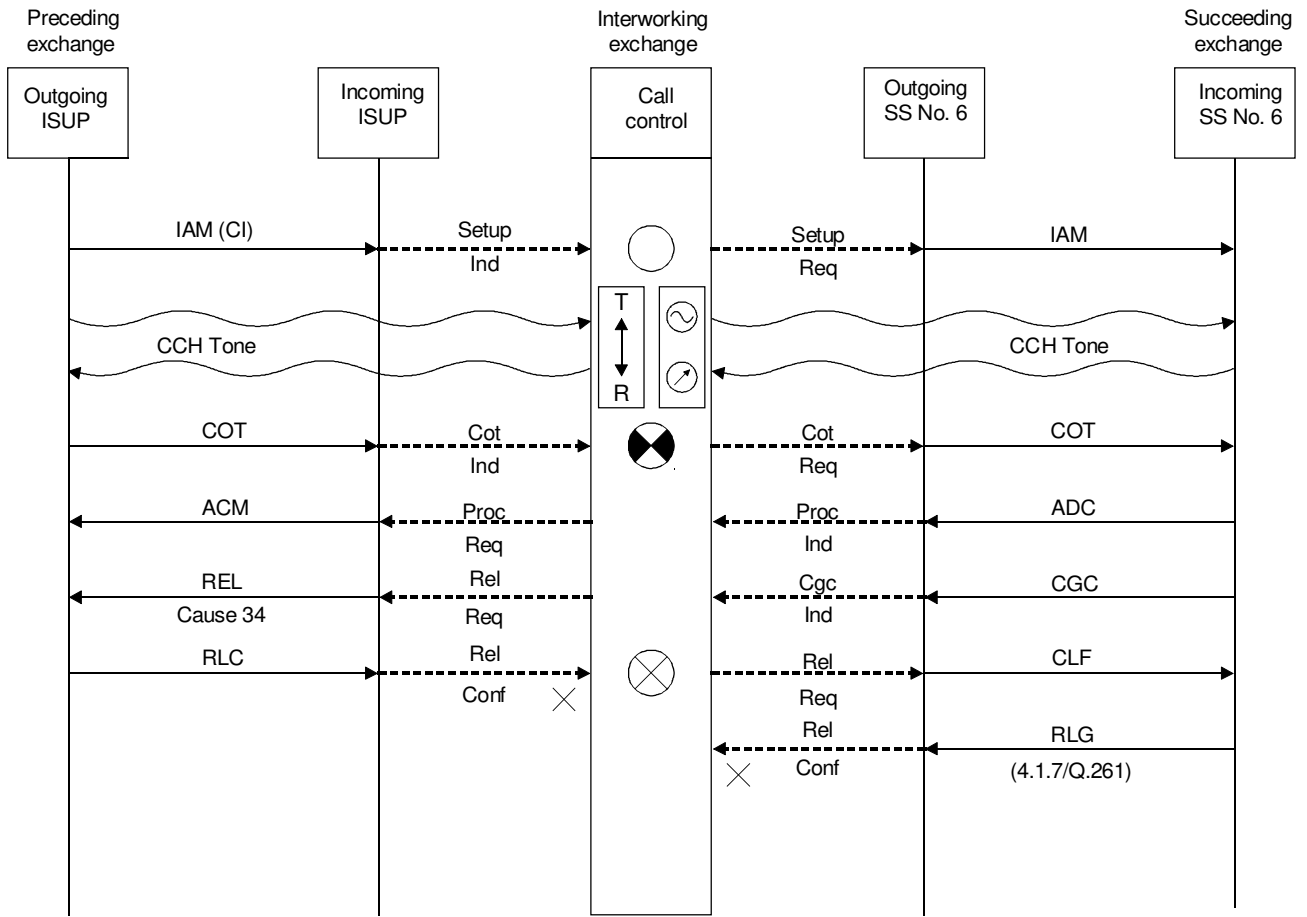 Preceding
exchange
Interworking
exchange
Succeeding
exchange
Outgoing
ISUP
Incoming
ISUP
Call
control
Outgoing
SS No. 6
Incoming
SS No. 6
IAM (CI)
Setup
Ind
Setup
Req
IAM
T
R
CCH Tone
CCH Tone
COT
Cot
Ind
Cot
Req
COT
ACM
Proc
Req
Proc
Ind
ADC
REL
Cause 34
Rel
Req
Cgc
Ind
CGC
RLC
Rel
Conf
Rel
Req
CLF
Rel
Conf
RLG
(4.1.7/Q.261)